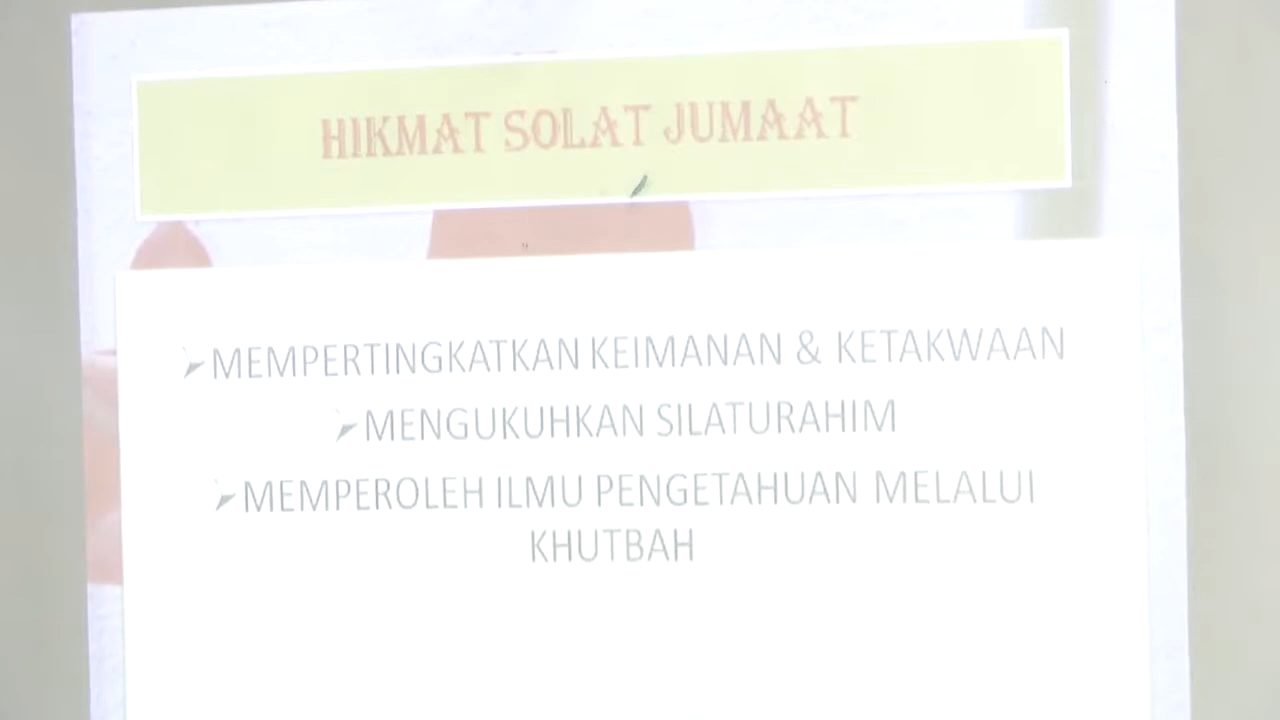 HIKMAT SOLAT JUMAAT
➢MEMPERTINGKATKAN KEIMANAN & KETAKWAAN
➢MENGUKUHKAN SILATURAHIM
➢MEMPEROLEH ILMU PENGETAHUAN MELALUI
KHUTBAH